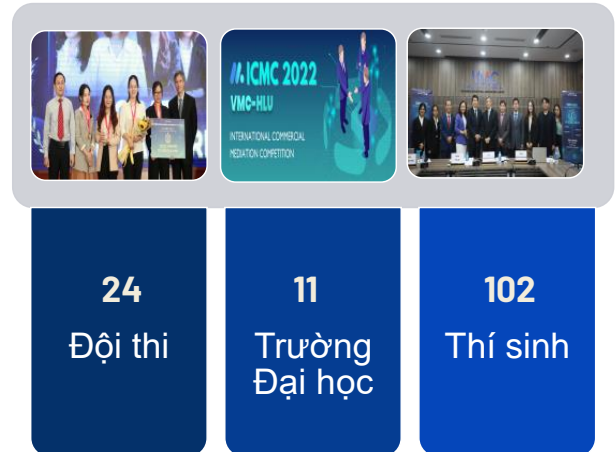 ICMC 2022
VMC-HLU
INTERNATIONAL COMMERCIAL
MEDIATION COMPETITION
24
Đội thi
11
Trường
Đại học
102
Thí sinh